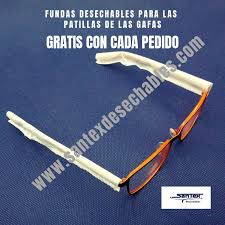 FUNDAS DESECHABLES PARA LAS
PATILLAS DE LAS GAFAS
GRATIS CON CADA PEDIDO
www.santexdesechables.com
SANTEX